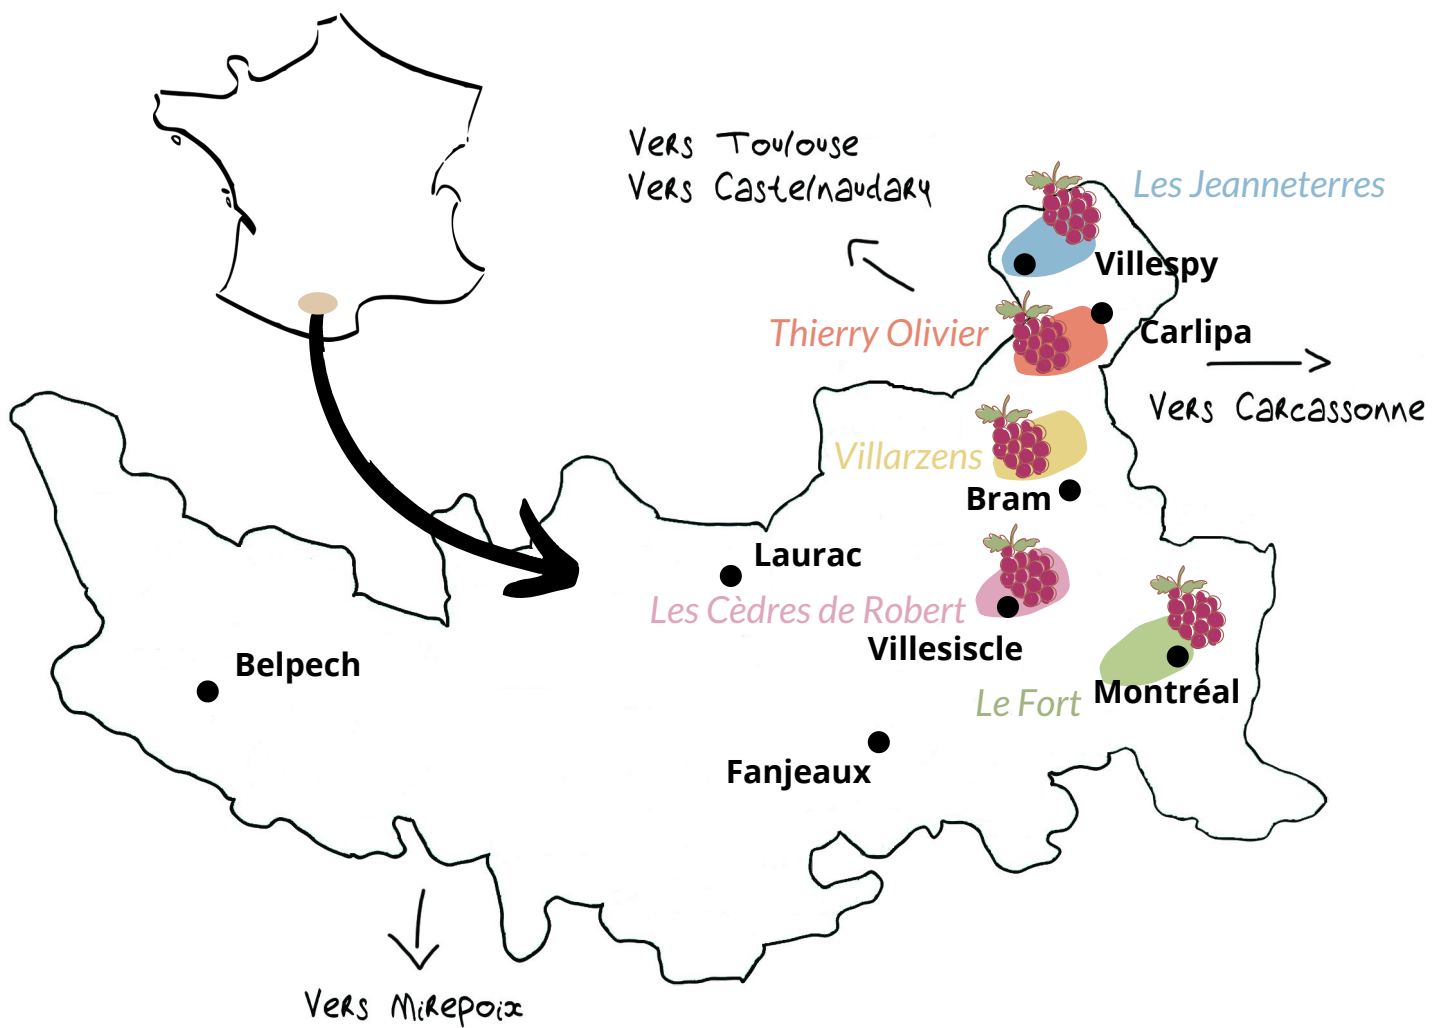 Vers Toulouse
Vers Castelnaudary
Les Jeanneterres
Villespy
Thierry Olivier
Carlipa
Vers Carcassonne
Villarzens
Bram
Laurac
Les Cèdres de Robert
Villesiscle
Belpech
Le Fort
Montréal
Fanjeaux
Vers Mirepoix